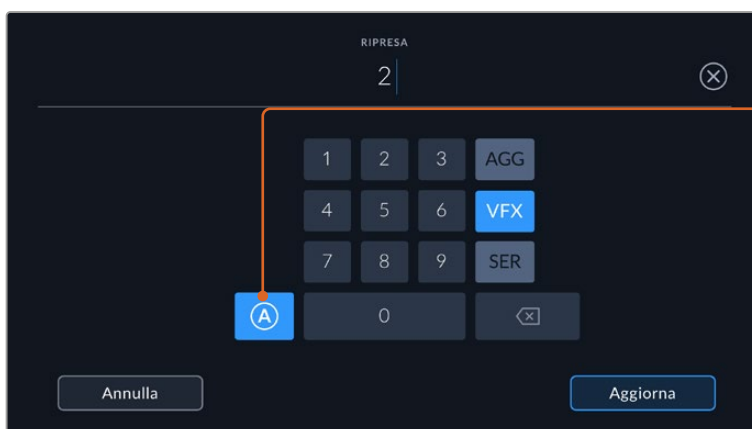 RIPRESA
2
1 2 3 AGG
4 5 6 VFX
7 8 9 SER
A 0
Annulla Aggiorna